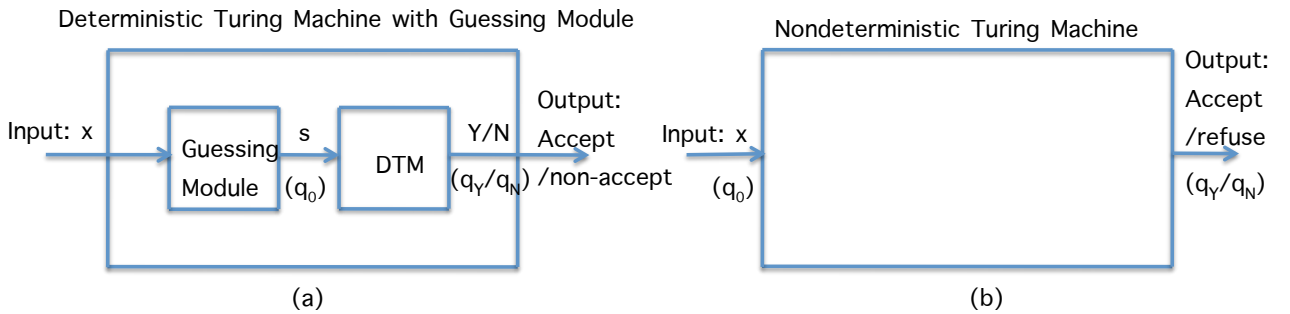 Deterministic Turing Machine with Guessing Module
Input: x
Guessing
Module
s
(q0)
DTM
Y/N
(qY/qN)
Output:
Accept
/non-accept
(a)
Nondeterministic Turing Machine
Input: x
(q0)
Output:
Accept
/refuse
(qY/qN)
(b)